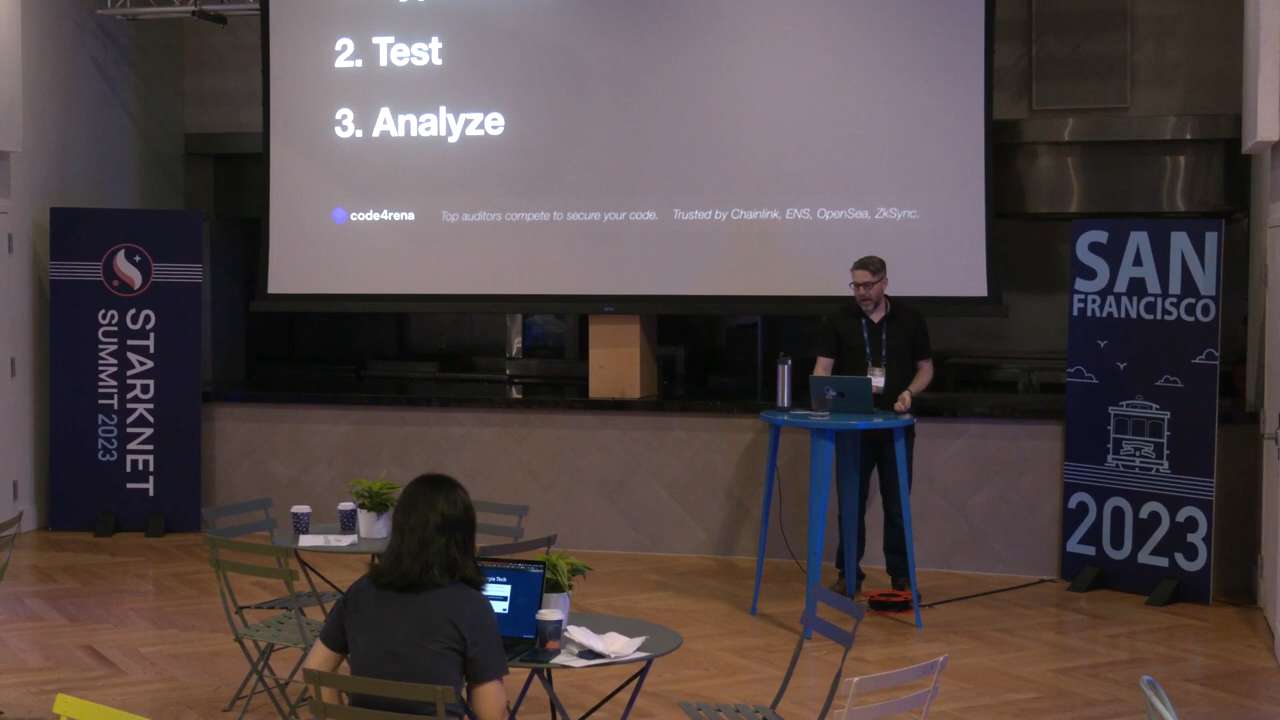 2. Test
3. Analyze
code4rena
Top auditors compete to secure your code. Trusted by Chainlink, ENS, OpenSea, ZkSync.
STARKNET
SUMMIT 2023
SAN
FRANCISCO
2023